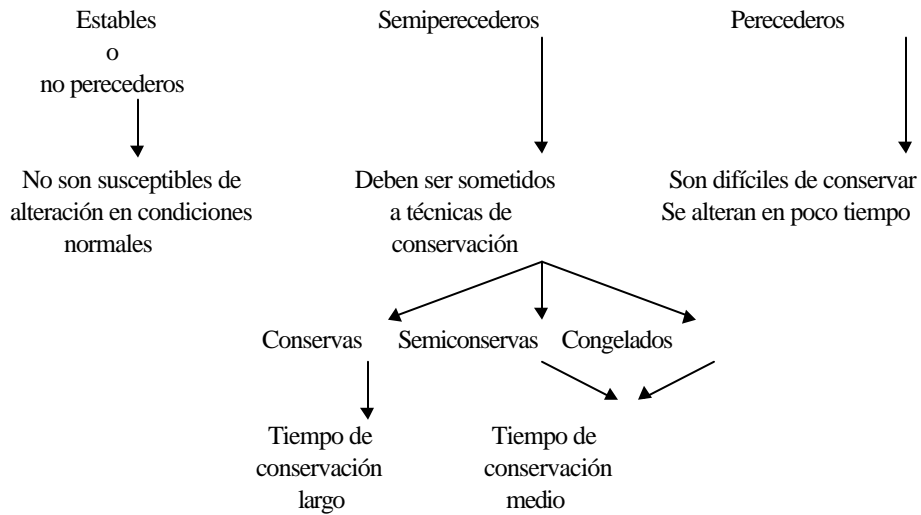 Estables
o
no perecederos
Semiperecederos
Perecederos
No son susceptibles de
alteración en condiciones
normales
Deben ser sometidos
a técnicas de
conservación
Son difíciles de conservar
Se alteran en poco tiempo
Conservas
Semiconservas
Congelados
Tiempo de
conservación
largo
Tiempo de
conservación
medio